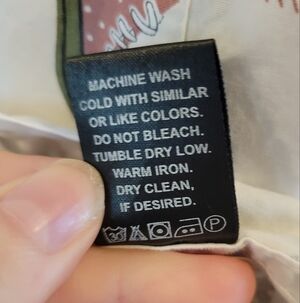 MACHINE WASH
COLD WITH SIMILAR
OR LIKE COLORS.
DO NOT BLEACH.
TUMBLE DRY LOW.
WARM IRON.
DRY CLEAN,
IF DESIRED.
30 P